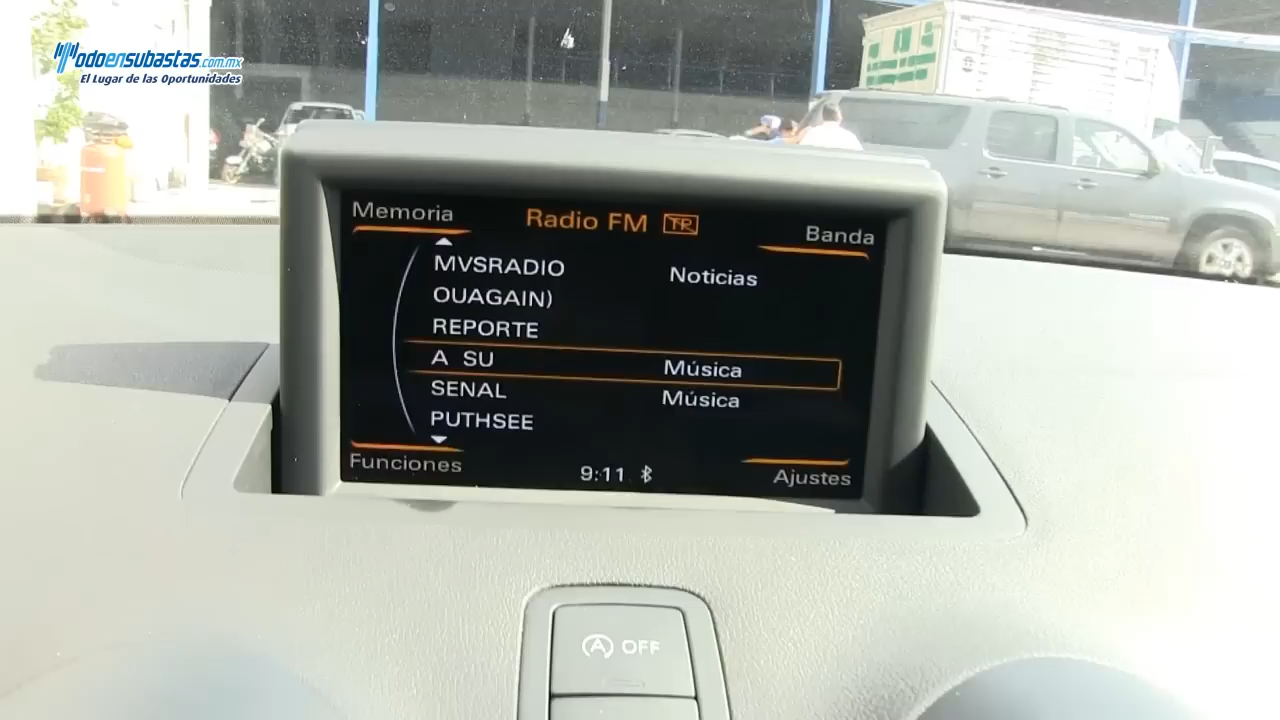 todoensubastas.com.mx
El Lugar de las Oportunidades
Memoria
Radio FM TR
Banda
MVSRADIO Noticias
OUAGAIN)
REPORTE
A SU Música
SENAL Música
PUTHSEE
Funciones
9:11
Ajustes
A OFF